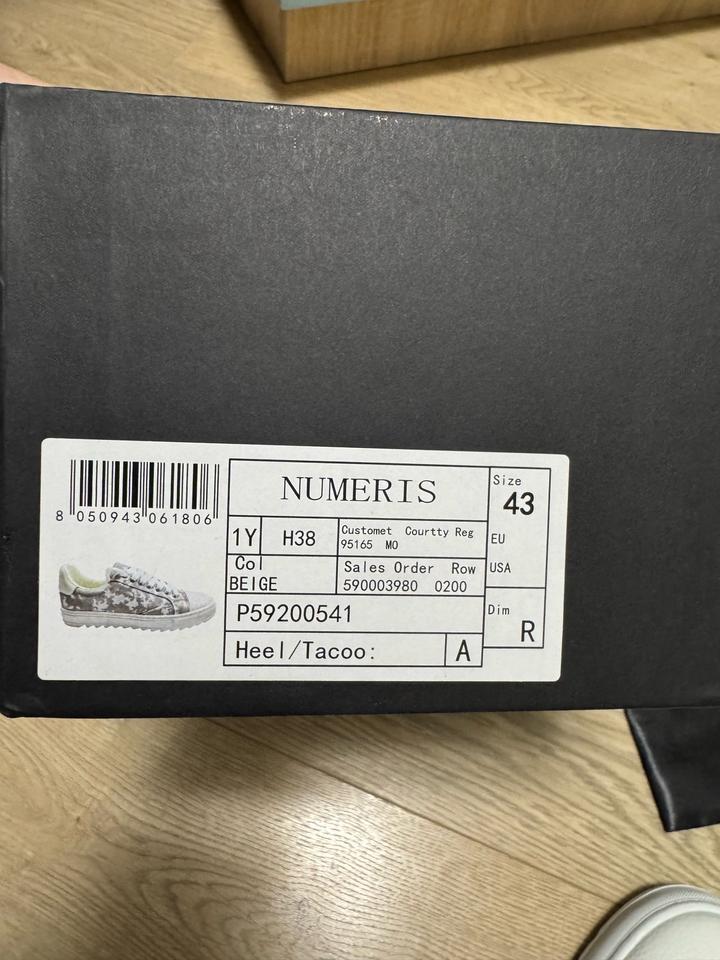 8 050943 061806
NUMERIS
1Y H38
Customet Courtty Reg
95165 MO
Col
BEIGE
Sales Order Row
590003980 0200
P59200541
Heel/Tacoo: A
Size
43
EU
USA
Dim
R